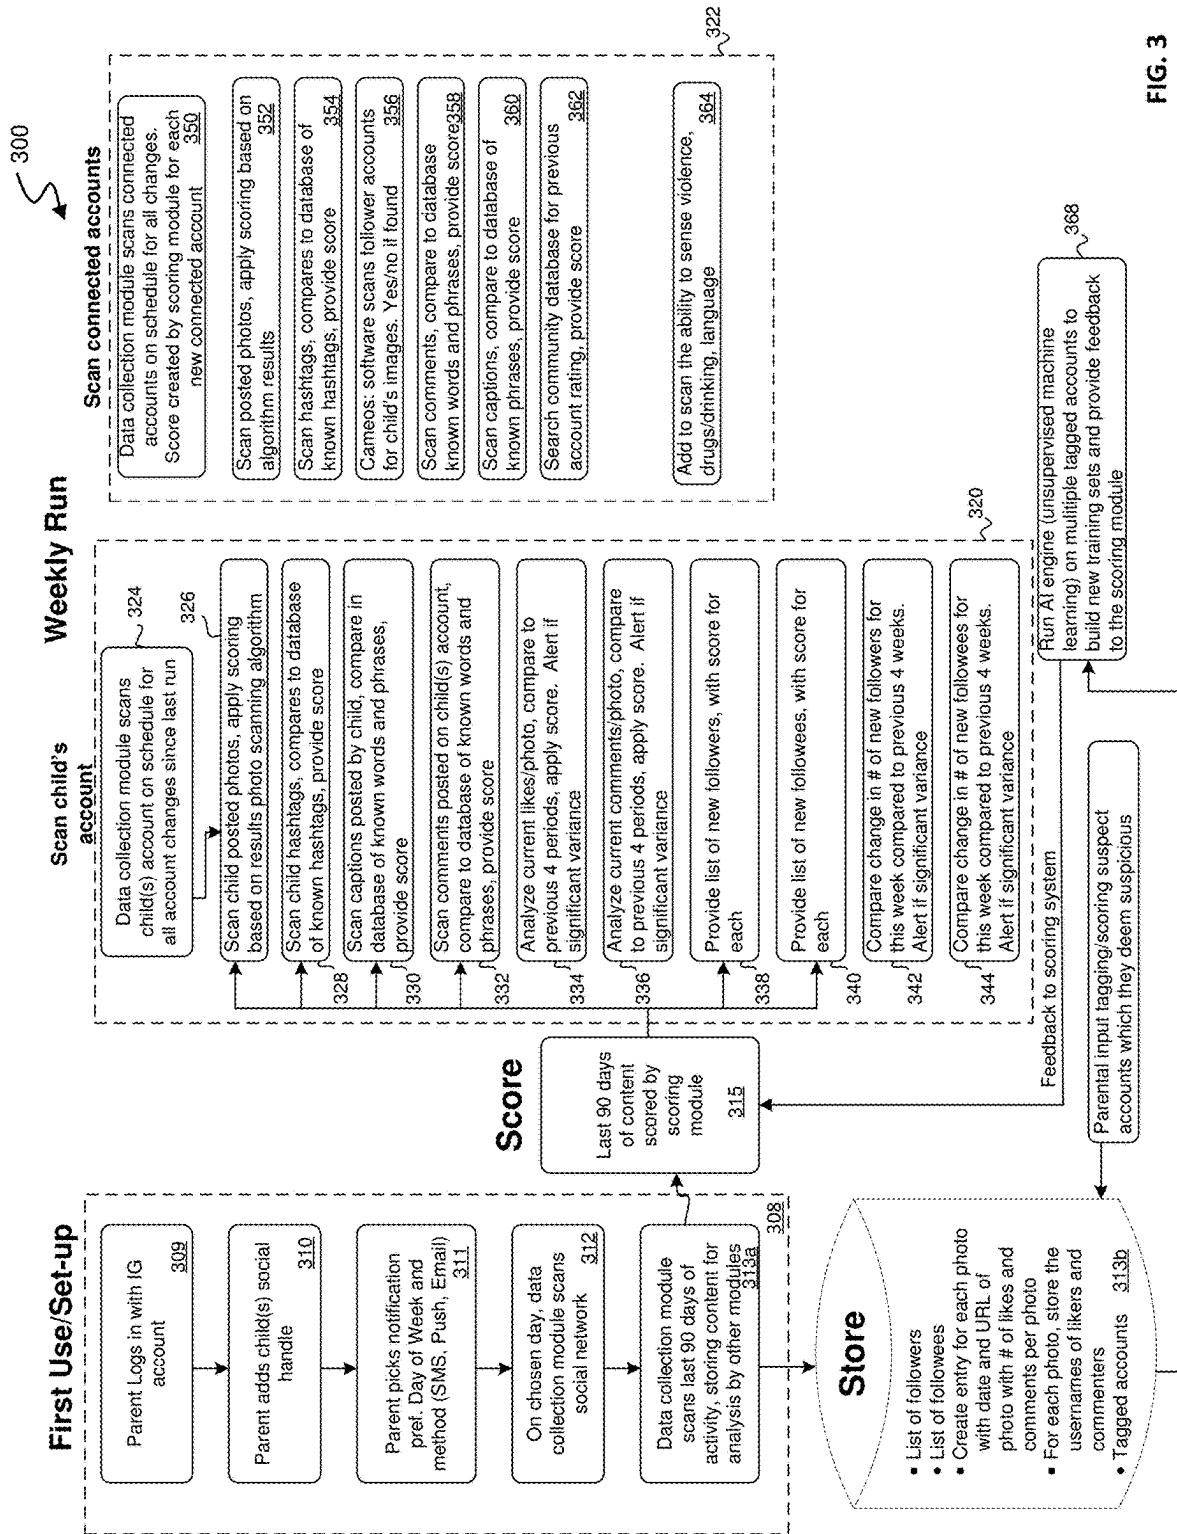 300
First Use/Set-up
Parent Logs in with IG
account
309
Parent adds child(s) social
handle
310
Parent picks notification
pref. Day of Week and
method (SMS, Push, Email)
311
On chosen day, data
collection module scans
social network
312
Data collection module
scans last 90 days of
activity, storing content for
analysis by other modules
313a
308
Store
• List of followers
• List of followees
• Create entry for each photo
with date and URL of
photo with # of likes and
comments per photo
• For each photo, store the
usernames of likers and
commenters
• Tagged accounts
313b
Score
Last 90 days
of content
scored by
scoring
module
315
Weekly Run
Scan child's
account
Data collection module scans
child(s) account on schedule for
all account changes since last run
324
326
Scan child posted photos, apply scoring
based on results photo scanning algorithm
Scan child hashtags, compares to database
of known hashtags, provide score
328
Scan captions posted by child, compare in
database of known words and phrases,
provide score
330
Scan comments posted on child(s) account,
compare to database of known words and
phrases, provide score
332
Analyze current likes/photo, compare to
previous 4 periods, apply score. Alert if
significant variance
334
Analyze current comments/photo, compare
to previous 4 periods, apply score. Alert if
significant variance
336
Provide list of new followers, with score for
each
338
Provide list of new followees, with score for
each
340
Compare change in # of new followers for
this week compared to previous 4 weeks.
Alert if significant variance
342
Compare change in # of new followees for
this week compared to previous 4 weeks.
Alert if significant variance
344
320
Scan connected accounts
Data collection module scans connected
accounts on schedule for all changes.
Score created by scoring module for each
new connected account
350
Scan posted photos, apply scoring based on
algorithm results
352
Scan hashtags, compares to database of
known hashtags, provide score
354
Cameos: software scans follower accounts
for child's images. Yes/no if found
356
Scan comments, compare to database
known words and phrases, provide score
358
Scan captions, compare to database of
known phrases, provide score
360
Search community database for previous
account rating, provide score
362
Add to scan the ability to sense violence,
drugs/drinking, language
364
322
Feedback to scoring system
Parental input tagging/scoring suspect
accounts which they deem suspicious
Run AI engine (unsupervised machine
learning) on mulitiple tagged accounts to
build new training sets and provide feedback
to the scoring module
368
FIG. 3